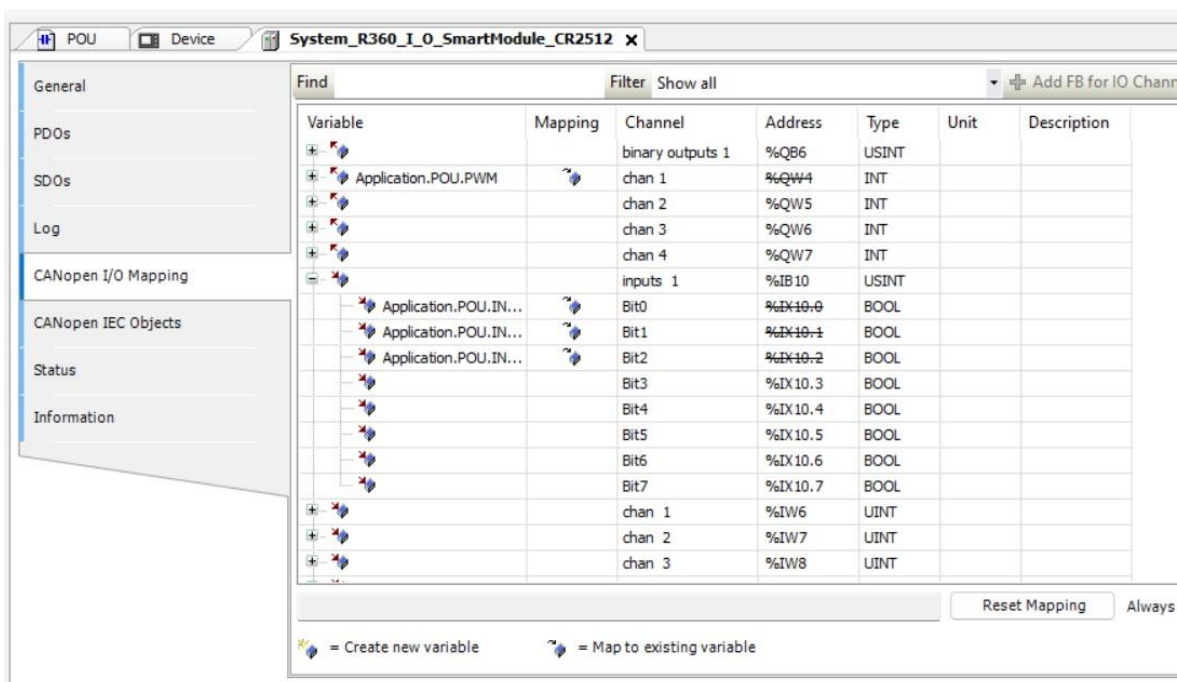 POU Device System_R360_I_O_SmartModule_CR2512 x
General
PDOs
SDOs
Log
CANopen I/O Mapping
CANopen IEC Objects
Status
Information
Find Filter Show all Add FB for IO Chann
Variable Mapping Channel Address Type Unit Description
binary outputs 1 %QB6 USINT
Application.POU.PWM chan 1 %QW4 INT
chan 2 %QW5 INT
chan 3 %QW6 INT
chan 4 %QW7 INT
inputs 1 %IB10 USINT
Application.POU.IN... Bit0 %IX10.0 BOOL
Application.POU.IN... Bit1 %IX10.1 BOOL
Application.POU.IN... Bit2 %IX10.2 BOOL
Bit3 %IX10.3 BOOL
Bit4 %IX10.4 BOOL
Bit5 %IX10.5 BOOL
Bit6 %IX10.6 BOOL
Bit7 %IX10.7 BOOL
chan 1 %IW6 UINT
chan 2 %IW7 UINT
chan 3 %IW8 UINT
Reset Mapping Always
= Create new variable = Map to existing variable